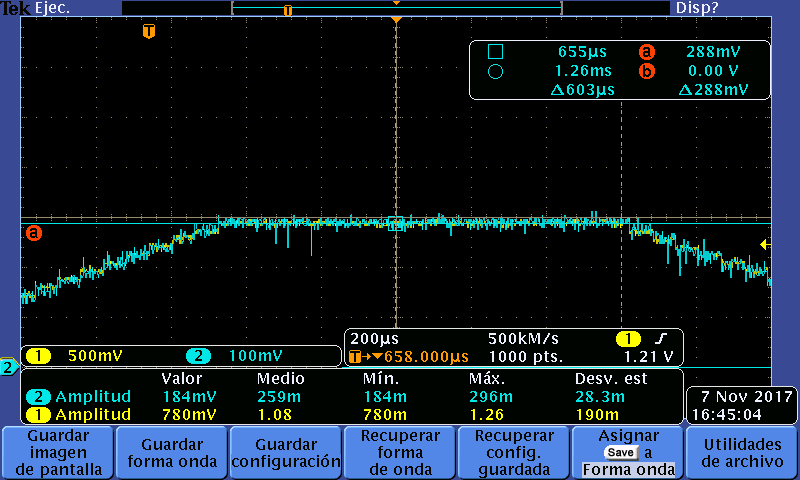 Tek Ejec. Disp?
T
T
655µs a 288mV
1.26ms b 0.00 V
Δ603µs Δ288mV
a
200µs 500kM/s 1 ʃ
1 500mV 2 100mV T→▼658.000µs 1000 pts. 1.21 V
2
Valor Medio Mín. Máx. Desv. est
2 Amplitud 184mV 259m 184m 296m 28.3m
1 Amplitud 780mV 1.08 780m 1.26 190m
7 Nov 2017
16:45:04
Guardar
imagen
de pantalla
Guardar
forma onda
Guardar
configuración
Recuperar
forma
de onda
Recuperar
config.
guardada
Asignar
Save a
Forma onda
Utilidades
de archivo